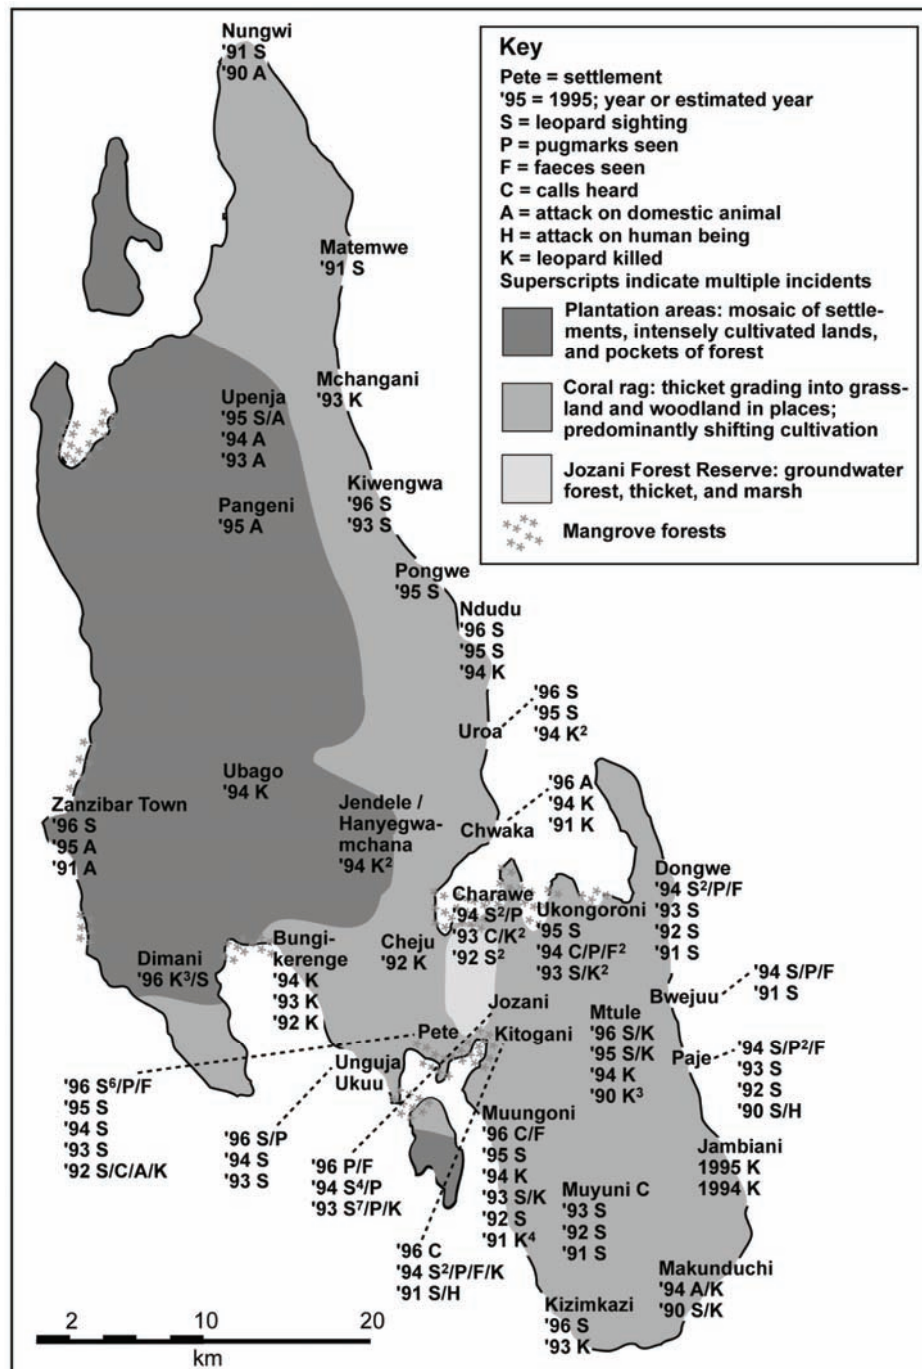 Nungwi
'91 S
'90 A
Key
Pete = settlement
'95 = 1995; year or estimated year
S = leopard sighting
P = pugmarks seen
F = faeces seen
C = calls heard
A = attack on domestic animal
H = attack on human being
K = leopard killed
Superscripts indicate multiple incidents
Plantation areas: mosaic of settle-
ments, intensely cultivated lands,
and pockets of forest
Coral rag: thicket grading into grass-
land and woodland in places;
predominantly shifting cultivation
Jozani Forest Reserve: groundwater
forest, thicket, and marsh
Mangrove forests
Matemwe
'91 S
Mchangani
'93 K
Upenja
'95 S/A
'94 A
'93 A
Pangeni
'95 A
Kiwengwa
'96 S
'93 S
Pongwe
'95 S
Ndudu
'96 S
'95 S
'94 K
Uroa
'96 S
'95 S
'94 K²
Ubago
'94 K
Zanzibar Town
'96 S
'95 A
'91 A
Jendele /
Hanyegwa-
mchana
'94 K²
Chwaka
'96 A
'94 K
'91 K
Charawe
'94 S²/P
'93 C/K²
'92 S²
Ukongoroni
'95 S
'94 C/P/F²
'93 S/K²
Dongwe
'94 S²/P/F
'93 S
'92 S
'91 S
Dimani
'96 K³/S
Bungi-
kerenge
'94 K
'93 K
'92 K
Cheju
'92 K
Bwejuu
'94 S/P/F
'91 S
Jozani
Pete
Kitogani
Mtule
'96 S/K
'95 S/K
'94 K
'90 K³
Paje
'94 S/P²/F
'93 S
'92 S
'90 S/H
Unguja
Ukuu
'96 S⁶/P/F
'95 S
'94 S
'93 S
'92 S/C/A/K
'96 S/P
'94 S
'93 S
'96 P/F
'94 S⁴/P
'93 S⁷/P/K
'96 C
'94 S²/P/F/K
'91 S/H
Muungoni
'96 C/F
'95 S
'94 K
'93 S/K
'92 S
'91 K⁴
Muyuni C
'93 S
'92 S
'91 S
Jambiani
1995 K
1994 K
Makunduchi
'94 A/K
'90 S/K
Kizimkazi
'96 S
'93 K
2 10 20
km